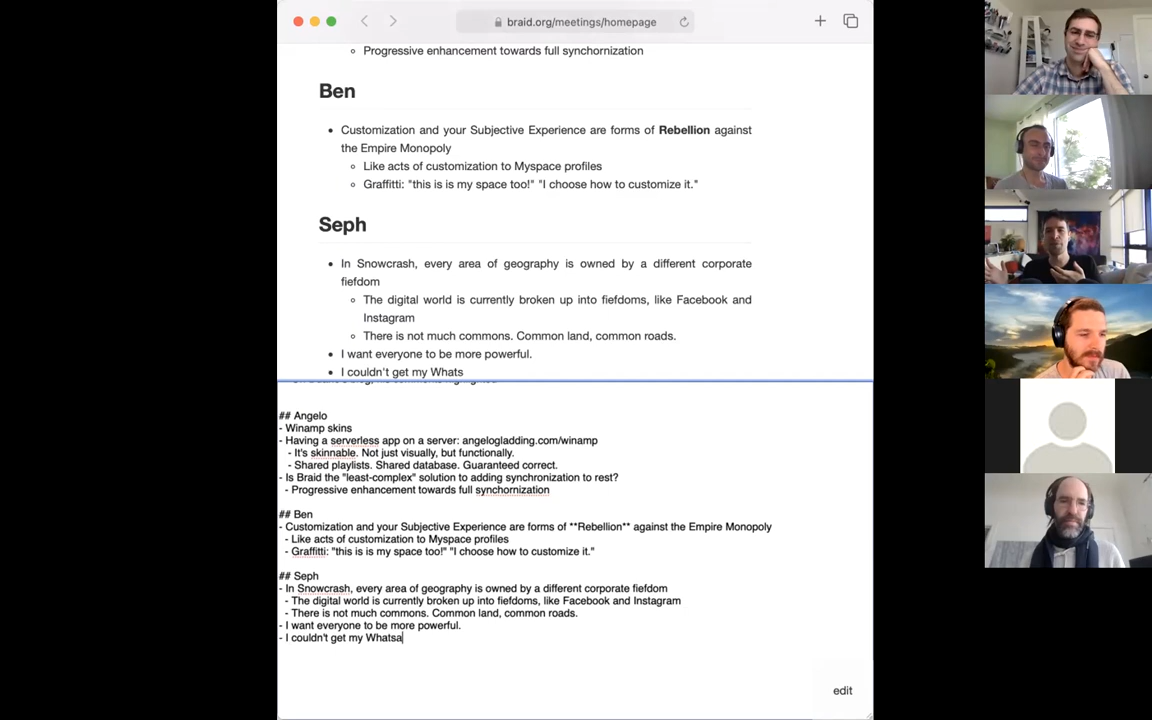 braid.org/meetings/homepage
Progressive enhancement towards full synchornization
Ben
Customization and your Subjective Experience are forms of Rebellion against
the Empire Monopoly
Like acts of customization to Myspace profiles
Graffitti: "this is is my space too!" "I choose how to customize it."
Seph
In Snowcrash, every area of geography is owned by a different corporate
fiefdom
The digital world is currently broken up into fiefdoms, like Facebook and
Instagram
There is not much commons. Common land, common roads.
I want everyone to be more powerful.
I couldn't get my Whats
## Angelo
- Winamp skins
- Having a serverless app on a server: angelogladding.com/winamp
- It's skinnable. Not just visually, but functionally.
- Shared playlists. Shared database. Guaranteed correct.
- Is Braid the "least-complex" solution to adding synchronization to rest?
- Progressive enhancement towards full synchornization
## Ben
- Customization and your Subjective Experience are forms of **Rebellion** against the Empire Monopoly
- Like acts of customization to Myspace profiles
- Graffitti: "this is is my space too!" "I choose how to customize it."
## Seph
- In Snowcrash, every area of geography is owned by a different corporate fiefdom
- The digital world is currently broken up into fiefdoms, like Facebook and Instagram
- There is not much commons. Common land, common roads.
- I want everyone to be more powerful.
- I couldn't get my Whatsa
edit